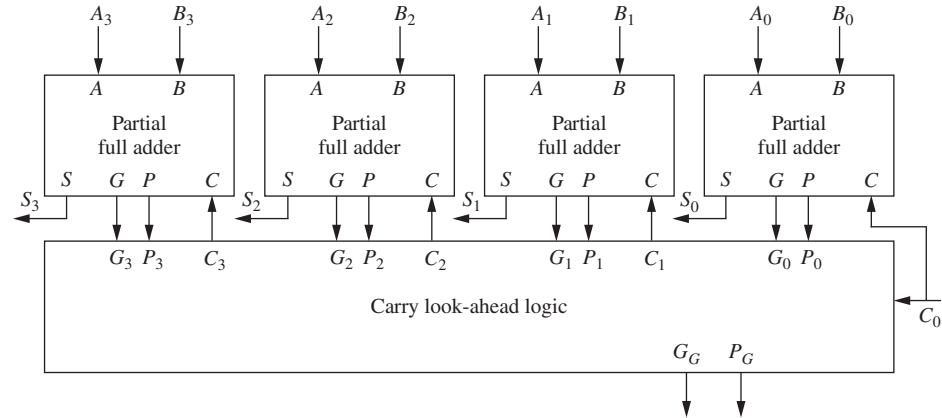 A₃ B₃ A₂ B₂ A₁ B₁ A₀ B₀
A B A B A B A B
Partial full adder
Partial full adder
Partial full adder
Partial full adder
S G P C S G P C S G P C S G P C
S₃ S₂ S₁ S₀
G₃ P₃ C₃ G₂ P₂ C₂ G₁ P₁ C₁ G₀ P₀
Carry look-ahead logic
C₀
G_G P_G